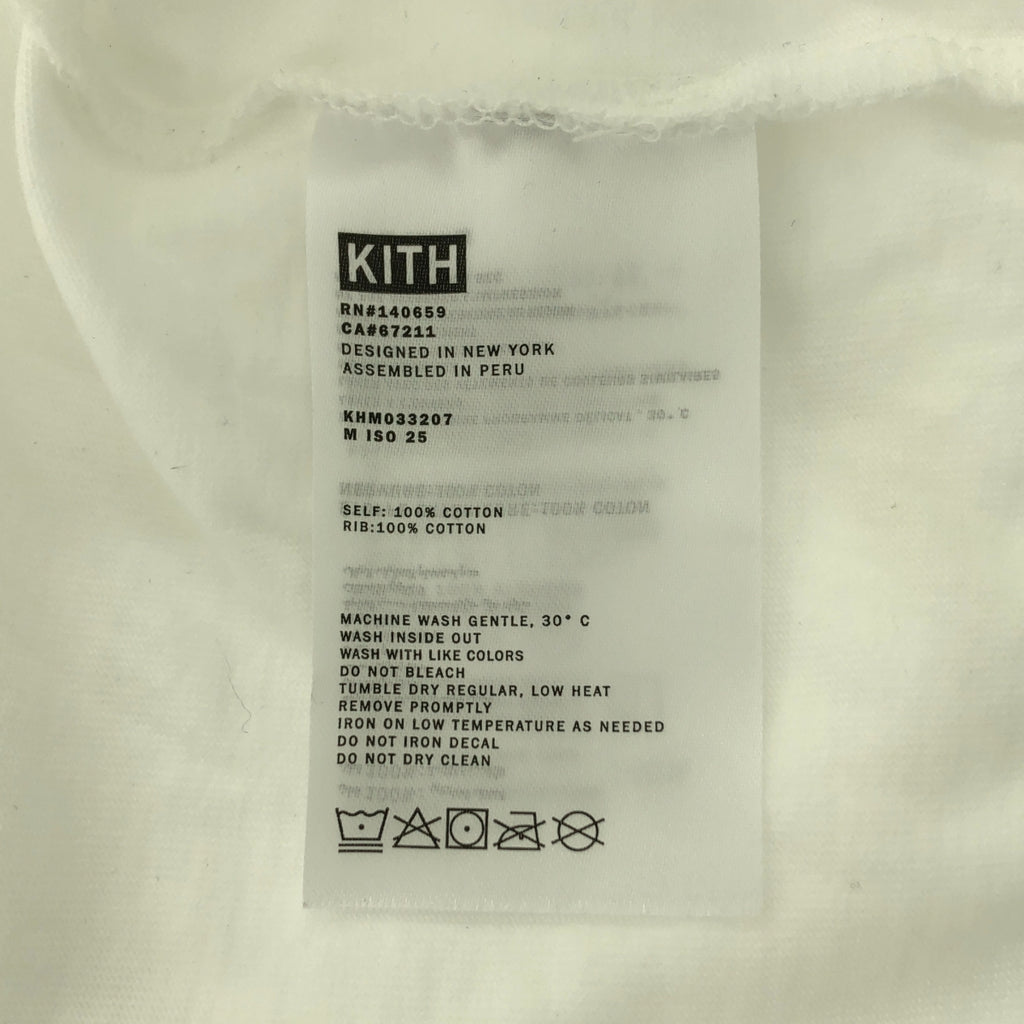 KITH
RN#140659
CA#67211
DESIGNED IN NEW YORK
ASSEMBLED IN PERU
KHM033207
M ISO 25
SELF: 100% COTTON
RIB:100% COTTON
MACHINE WASH GENTLE, 30° C
WASH INSIDE OUT
WASH WITH LIKE COLORS
DO NOT BLEACH
TUMBLE DRY REGULAR, LOW HEAT
REMOVE PROMPTLY
IRON ON LOW TEMPERATURE AS NEEDED
DO NOT IRON DECAL
DO NOT DRY CLEAN